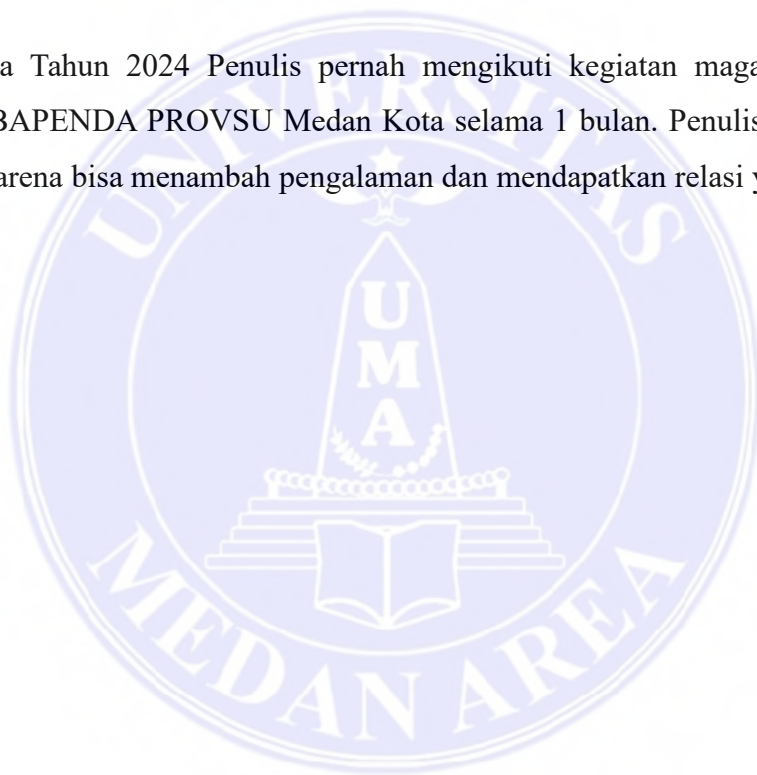 a Tahun 2024 Penulis pernah mengikuti kegiatan maga
BAPENDA PROVSU Medan Kota selama 1 bulan. Penulis
arena bisa menambah pengalaman dan mendapatkan relasi y
UNIVERSITAS
UMA
MEDAN AREA